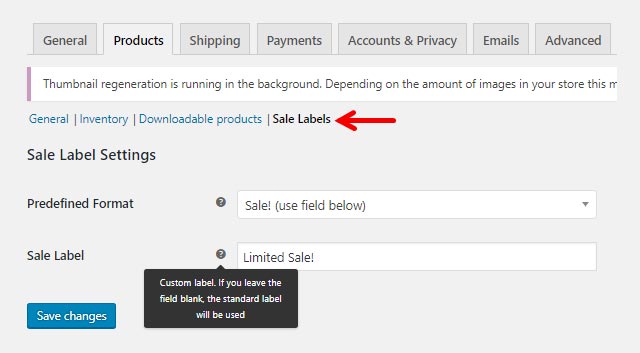 General Products Shipping Payments Accounts & Privacy Emails Advanced
Thumbnail regeneration is running in the background. Depending on the amount of images in your store this m
General | Inventory | Downloadable products | Sale Labels
Sale Label Settings
Predefined Format ? Sale! (use field below)
Sale Label ? Limited Sale!
Custom label. If you leave the
field blank, the standard label
will be used
Save changes